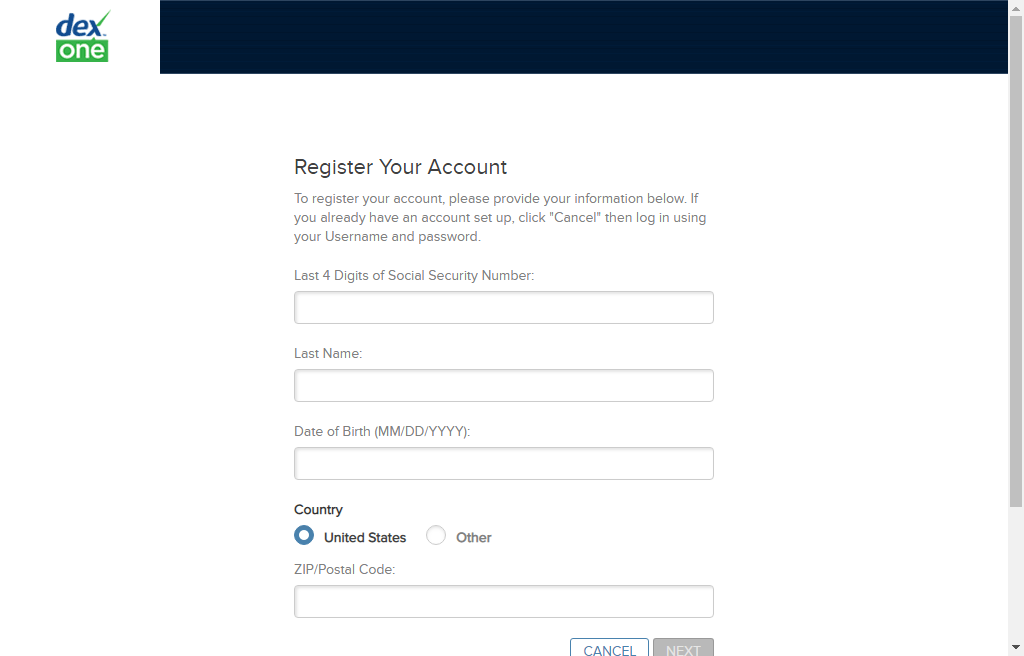 dex
one
Register Your Account
To register your account, please provide your information below. If
you already have an account set up, click "Cancel" then log in using
your Username and password.
Last 4 Digits of Social Security Number:
Last Name:
Date of Birth (MM/DD/YYYY):
Country
United States
Other
ZIP/Postal Code:
CANCEL
NEXT